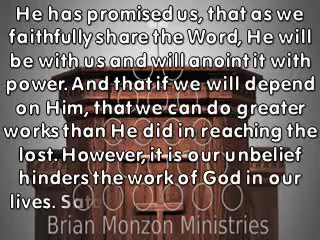 He has promised us, that as we
faithfully share the Word, He will
be with us and will anoint it with
power. And that if we will depend
on Him, that we can do greater
works than He did in reaching the
lost. However, it is our unbelief
hinders the work of God in our
lives. Sat
Brian Monzon Ministries